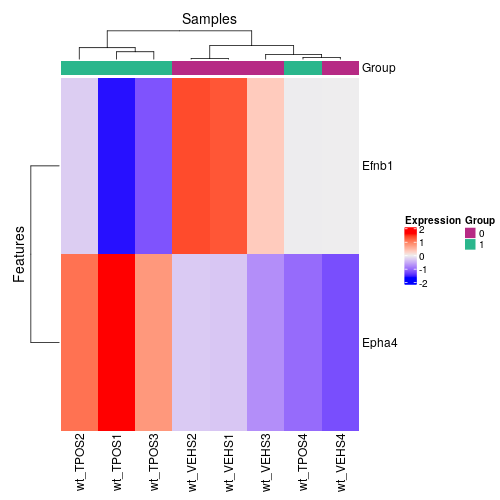 Samples
Group
Efnb1
Features
Epha4
Expression
2
1
0
-1
-2
Group
0
1
wt_TPOS2
wt_TPOS1
wt_TPOS3
wt_VEHS2
wt_VEHS1
wt_VEHS3
wt_TPOS4
wt_VEHS4